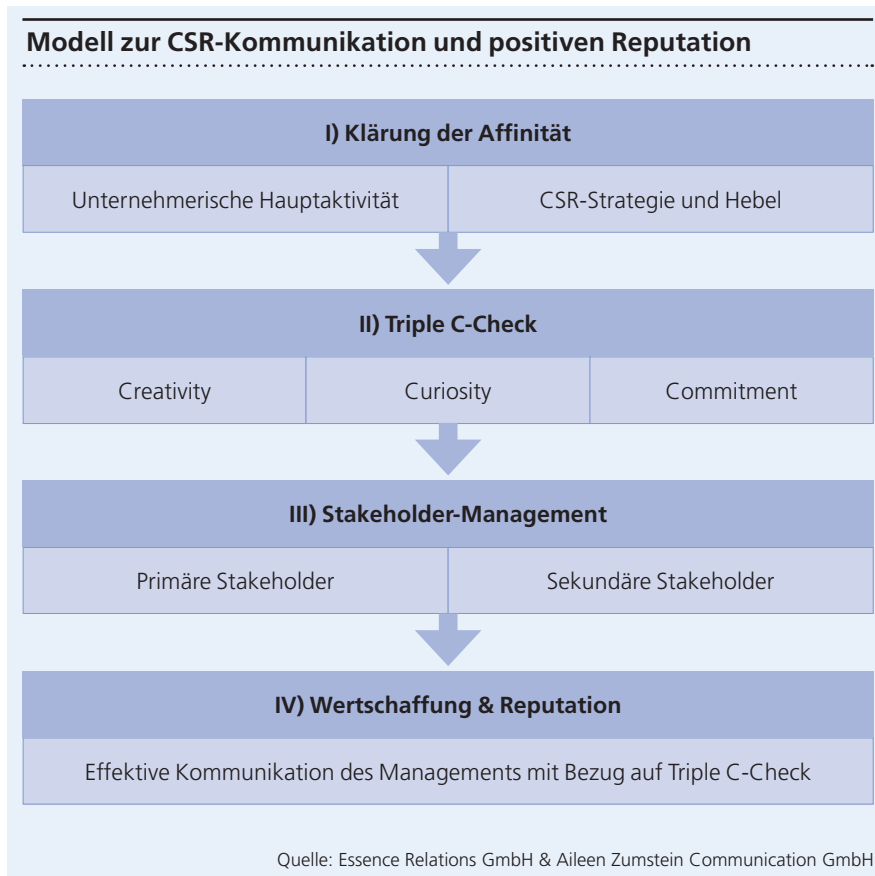 Modell zur CSR-Kommunikation und positiven Reputation
I) Klärung der Affinität
Unternehmerische Hauptaktivität
CSR-Strategie und Hebel
II) Triple C-Check
Creativity
Curiosity
Commitment
III) Stakeholder-Management
Primäre Stakeholder
Sekundäre Stakeholder
IV) Wertschaffung & Reputation
Effektive Kommunikation des Managements mit Bezug auf Triple C-Check
Quelle: Essence Relations GmbH & Aileen Zumstein Communication GmbH